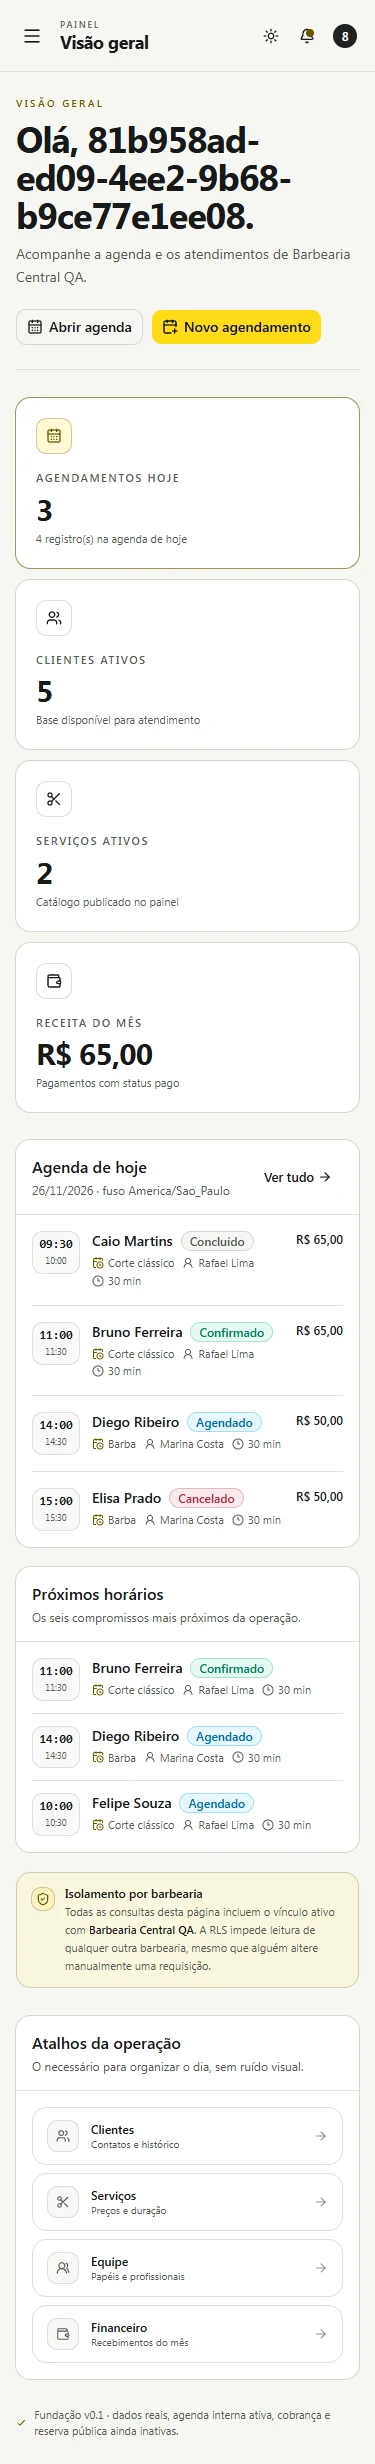 PAINEL
Visão geral
8
VISÃO GERAL
Olá, 81b958ad-
ed09-4ee2-9b68-
b9ce77e1ee08.
Acompanhe a agenda e os atendimentos de Barbearia
Central QA.
Abrir agenda
Novo agendamento
AGENDAMENTOS HOJE
3
4 registro(s) na agenda de hoje
CLIENTES ATIVOS
5
Base disponível para atendimento
SERVIÇOS ATIVOS
2
Catálogo publicado no painel
RECEITA DO MÊS
R$ 65,00
Pagamentos com status pago
Agenda de hoje
26/11/2026 · fuso America/Sao_Paulo
Ver tudo
09:30
10:00
Caio Martins Concluído
R$ 65,00
Corte clássico Rafael Lima
30 min
11:00
11:30
Bruno Ferreira Confirmado
R$ 65,00
Corte clássico Rafael Lima
30 min
14:00
14:30
Diego Ribeiro Agendado
R$ 50,00
Barba Marina Costa 30 min
15:00
15:30
Elisa Prado Cancelado
R$ 50,00
Barba Marina Costa 30 min
Próximos horários
Os seis compromissos mais próximos da operação.
11:00
11:30
Bruno Ferreira Confirmado
Corte clássico Rafael Lima 30 min
14:00
14:30
Diego Ribeiro Agendado
Barba Marina Costa 30 min
10:00
10:30
Felipe Souza Agendado
Corte clássico Rafael Lima 30 min
Isolamento por barbearia
Todas as consultas desta página incluem o vínculo ativo
com Barbearia Central QA. A RLS impede leitura de
qualquer outra barbearia, mesmo que alguém altere
manualmente uma requisição.
Atalhos da operação
O necessário para organizar o dia, sem ruído visual.
Clientes
Contatos e histórico
Serviços
Preços e duração
Equipe
Papéis e profissionais
Financeiro
Recebimentos do mês
Fundação v0.1 · dados reais, agenda interna ativa, cobrança e
reserva pública ainda inativas.